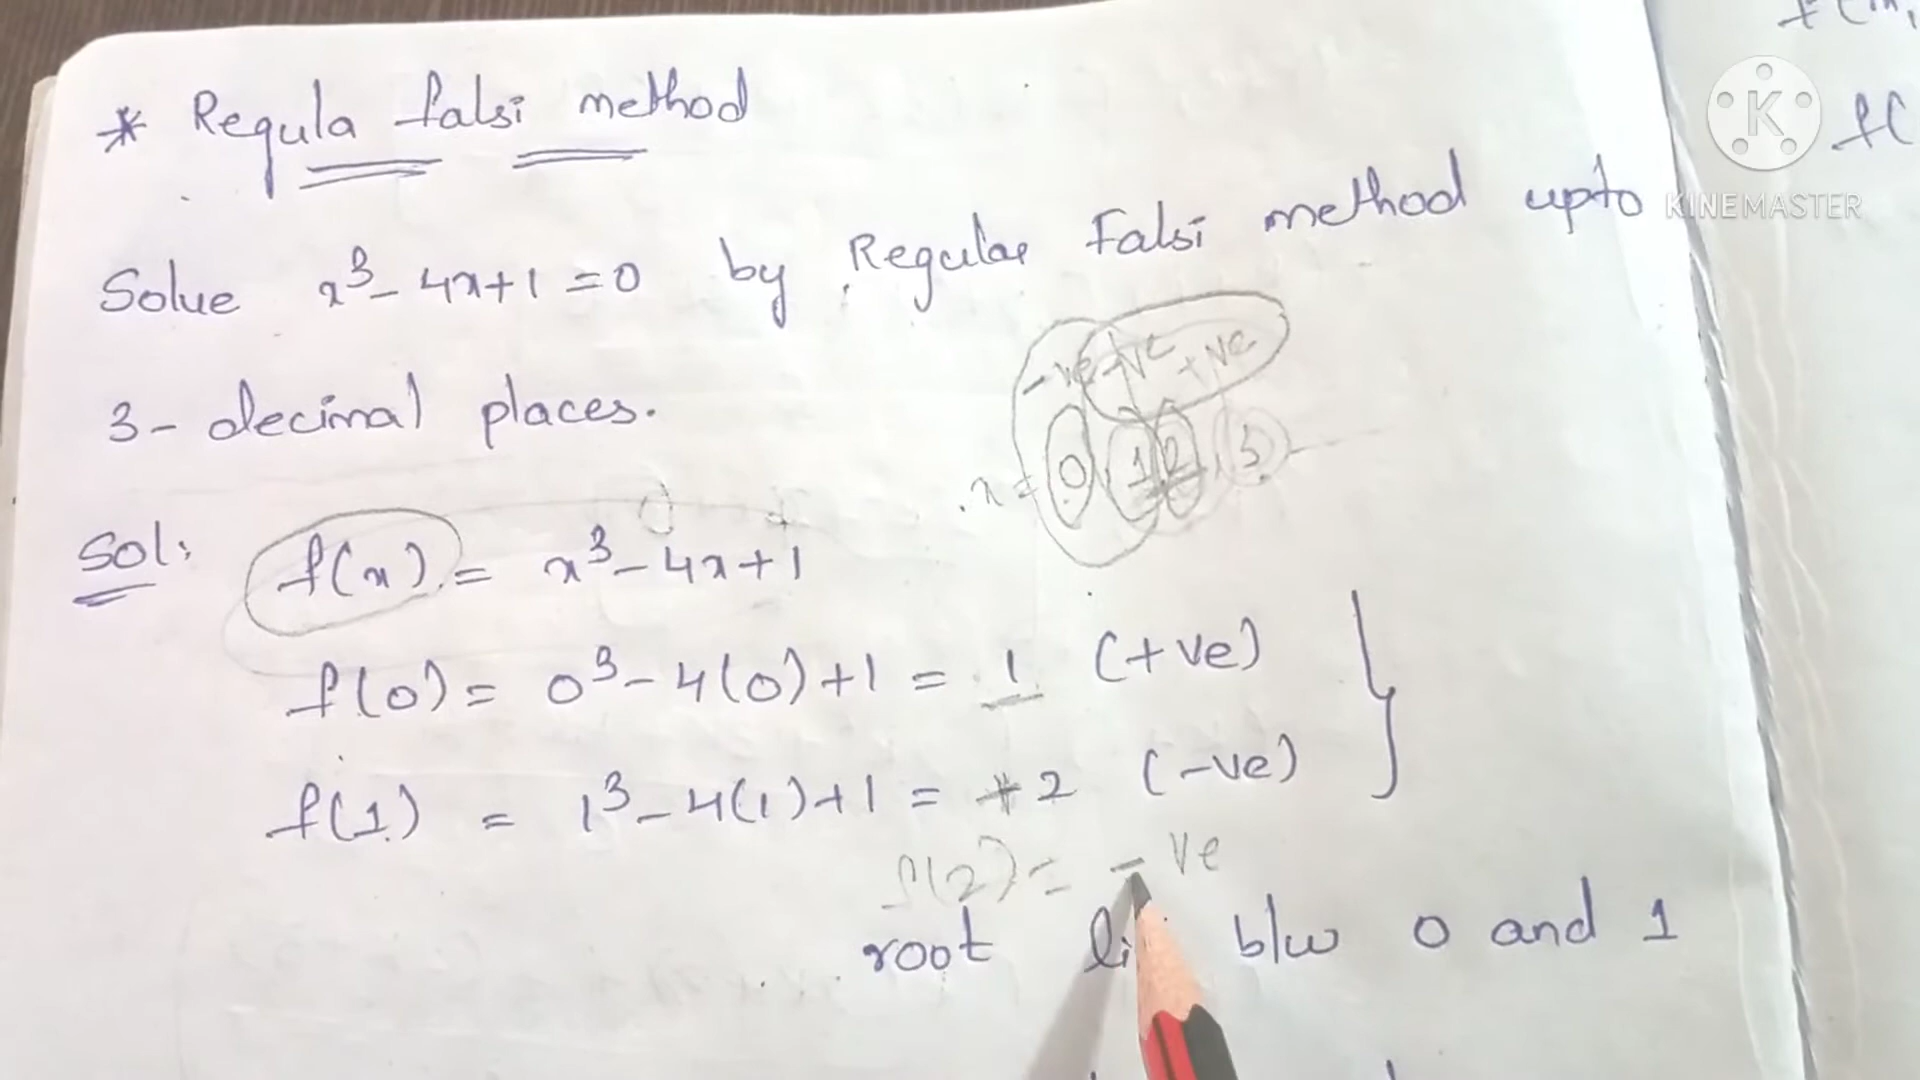 * Regula falsi method
Solve x³-4x+1=0 by Regular Falsi method upto
3- decimal places.
-ve +ve +ve
x = 0, 1, 2, 3
Sol: f(x) = x³-4x+1
f(0) = 0³-4(0)+1 = 1 (+ve)
f(1) = 1³-4(1)+1 = -2 (-ve)
f(2) = -ve
root b/w 0 and 1
K
KINEMASTER
f(